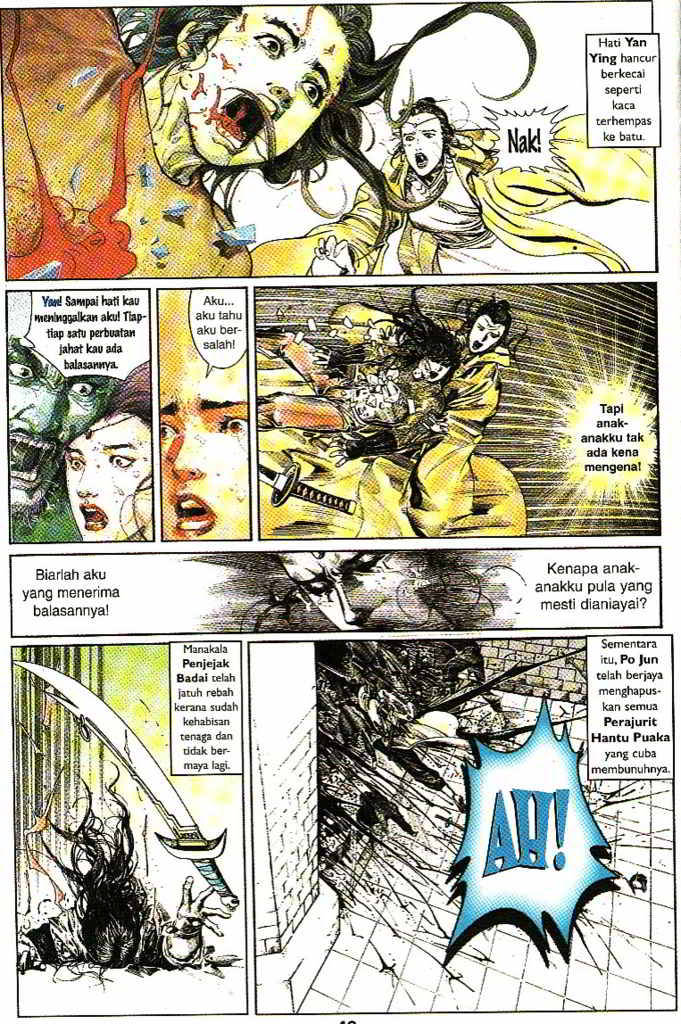 Hati Yan
Ying hancur
berkecai
seperti
kaca
terhempas
ke batu.
Nak!
Yan! Sampai hati kau
meninggalkan aku! Tiap-
tiap satu perbuatan
jahat kau ada
balasannya.
Aku...
aku tahu
aku ber-
salah!
Tapi
anak-
anakku tak
ada kena
mengena!
Biarlah aku
yang menerima
balasannya!
Kenapa anak-
anakku pula yang
mesti dianiayai?
Manakala
Penjejak
Badai telah
jatuh rebah
kerana sudah
kehabisan
tenaga dan
tidak ber-
maya lagi.
Sementara
itu, Po Jun
telah berjaya
menghapus-
kan semua
Perajurit
Hantu Puaka
yang cuba
membunuhnya.
AH!